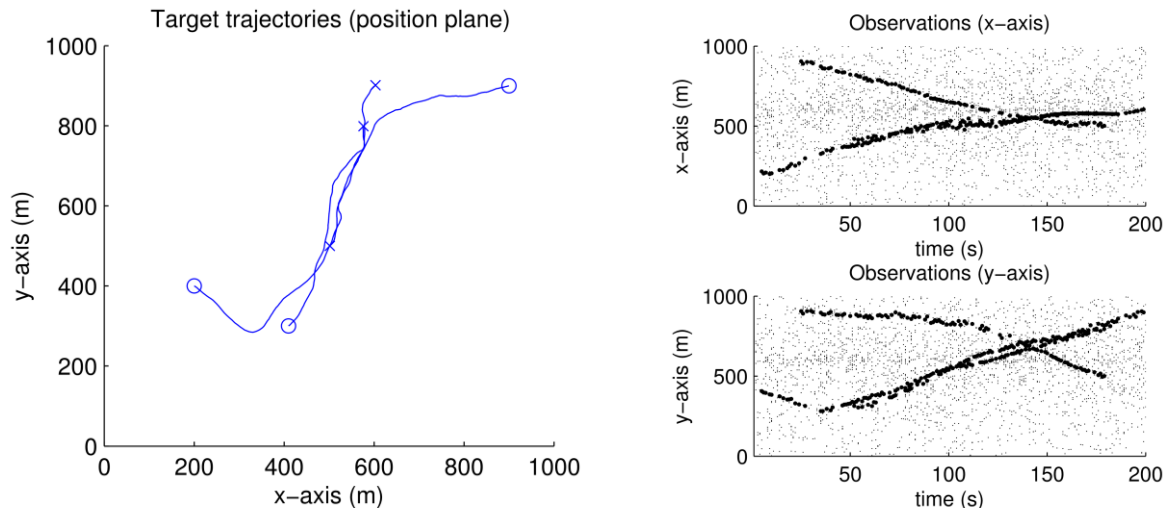 Target trajectories (position plane)
1000
800
600
400
200
0
y−axis (m)
0 200 400 600 800 1000
x−axis (m)
Observations (x−axis)
1000
500
0
x−axis (m)
50 100 150 200
time (s)
Observations (y−axis)
1000
500
0
y−axis (m)
50 100 150 200
time (s)